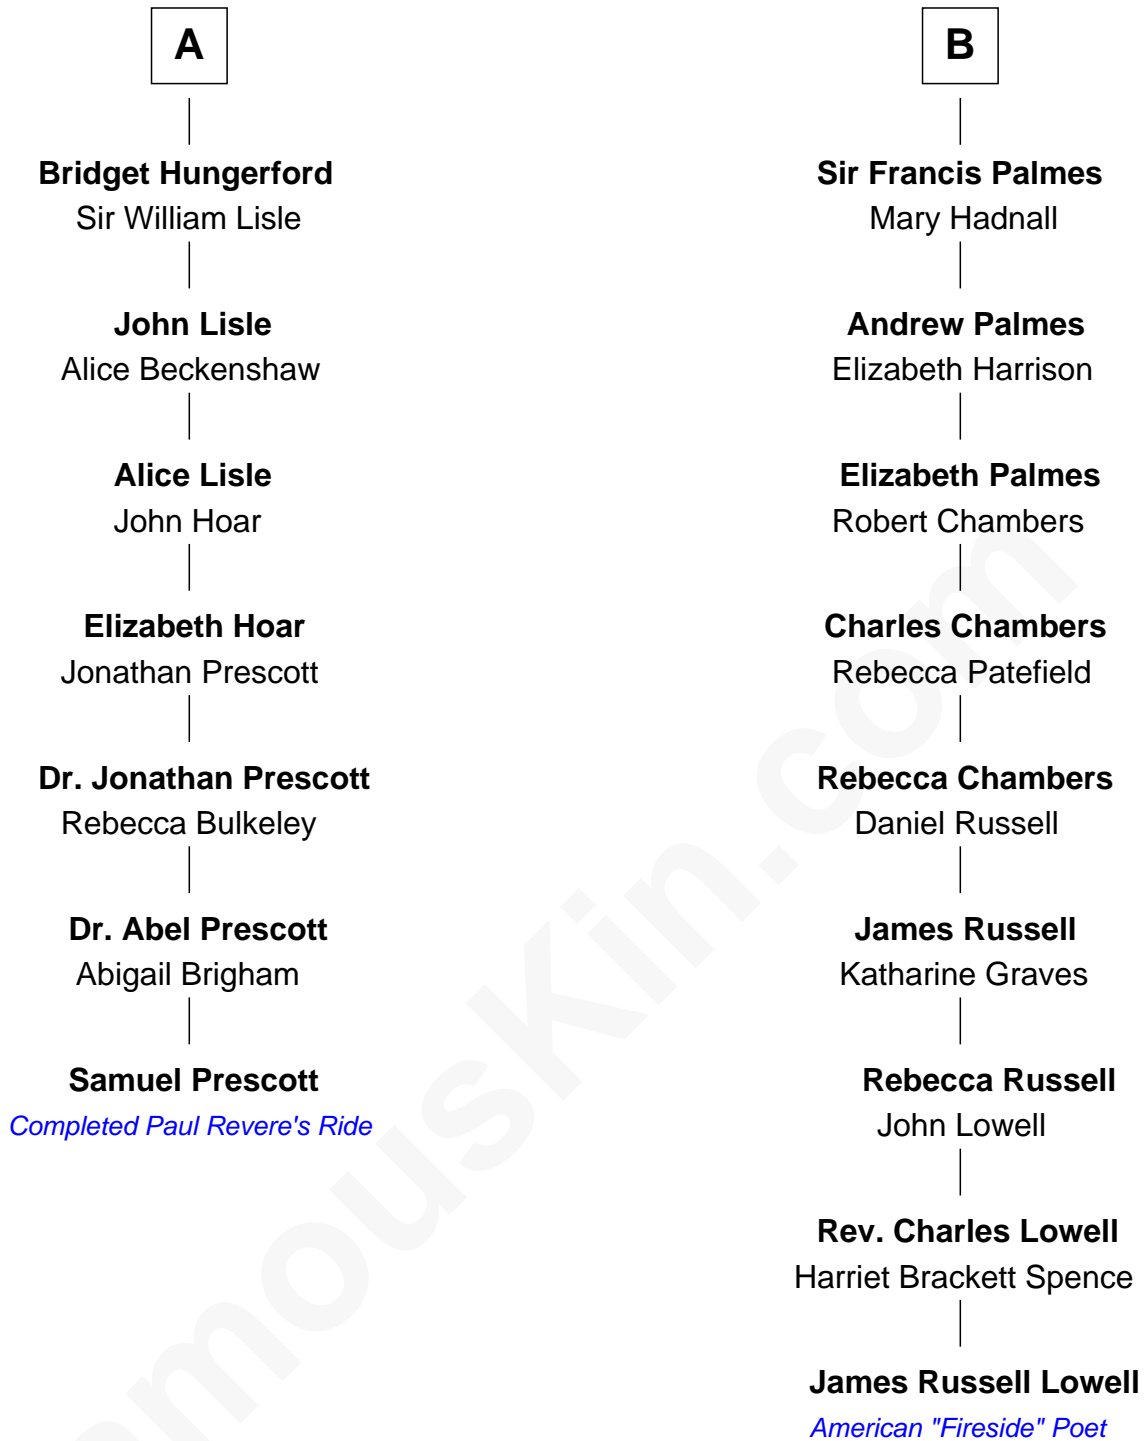 A
Bridget Hungerford
Sir William Lisle
John Lisle
Alice Beckenshaw
Alice Lisle
John Hoar
Elizabeth Hoar
Jonathan Prescott
Dr. Jonathan Prescott
Rebecca Bulkeley
Dr. Abel Prescott
Abigail Brigham
Samuel Prescott
Completed Paul Revere's Ride
B
Sir Francis Palmes
Mary Hadnall
Andrew Palmes
Elizabeth Harrison
Elizabeth Palmes
Robert Chambers
Charles Chambers
Rebecca Patefield
Rebecca Chambers
Daniel Russell
James Russell
Katharine Graves
Rebecca Russell
John Lowell
Rev. Charles Lowell
Harriet Brackett Spence
James Russell Lowell
American "Fireside" Poet
amouskin.com